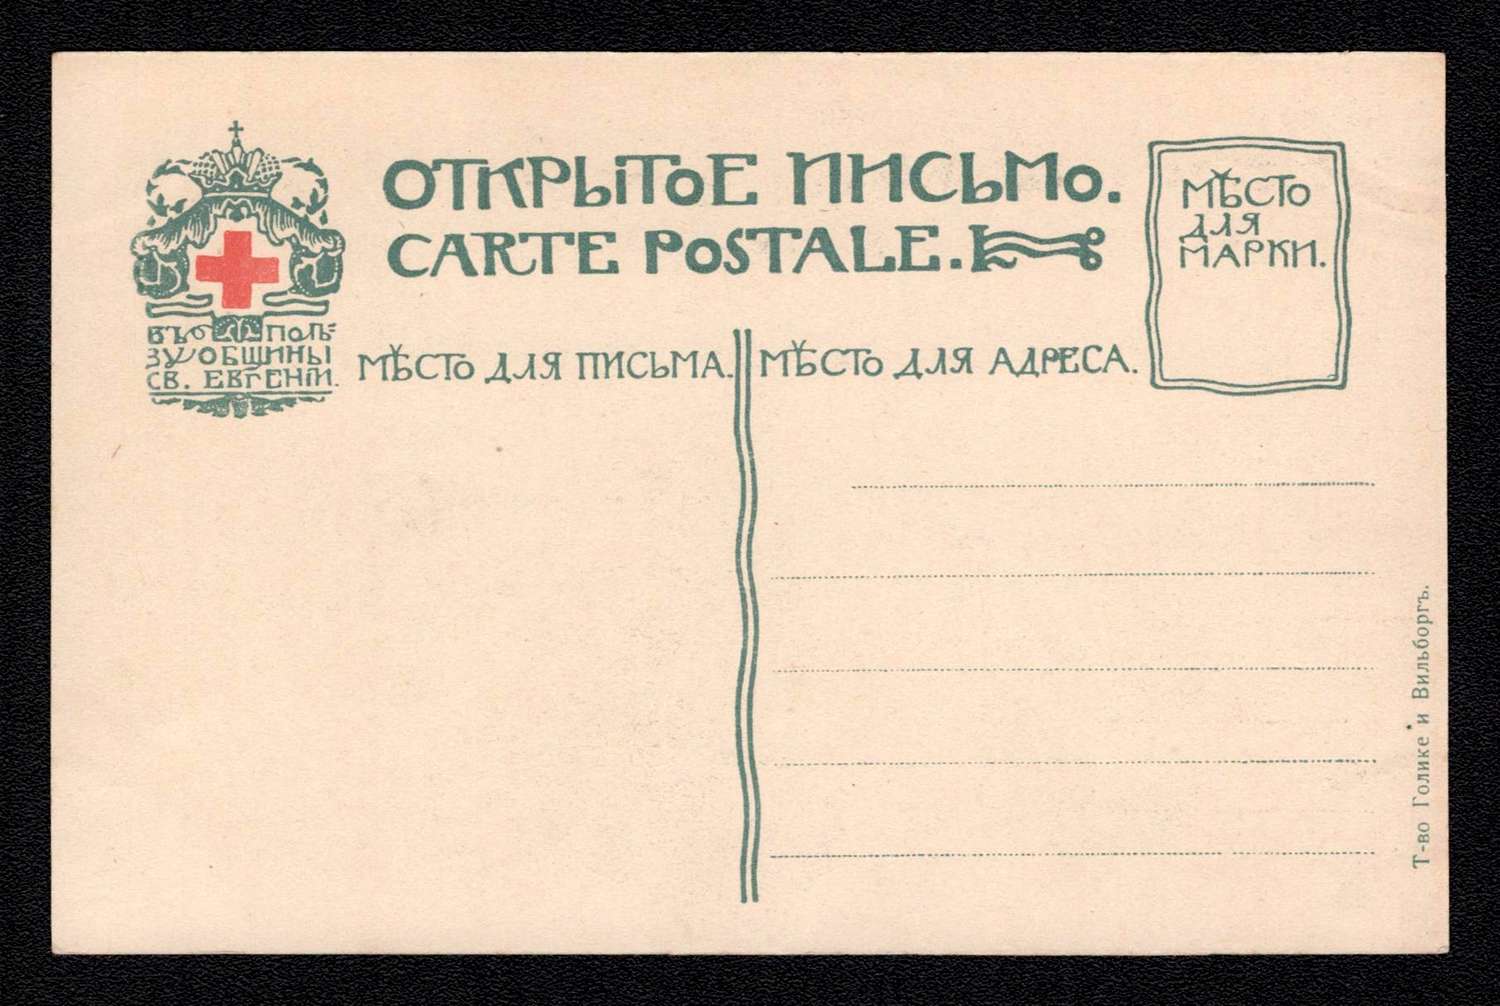 ОТКРЫТОЕ ПИСЬМО.
CARTE POSTALE.
МѢСТО
ДЛЯ
МАРКИ.
ВЪ ПОЛЬ-
ЗУ ОБЩИНЫ
СВ. ЕВГЕНІИ.
МѢСТО ДЛЯ ПИСЬМА.
МѢСТО ДЛЯ АДРЕСА.
Т-во Голике и Вильборгъ.